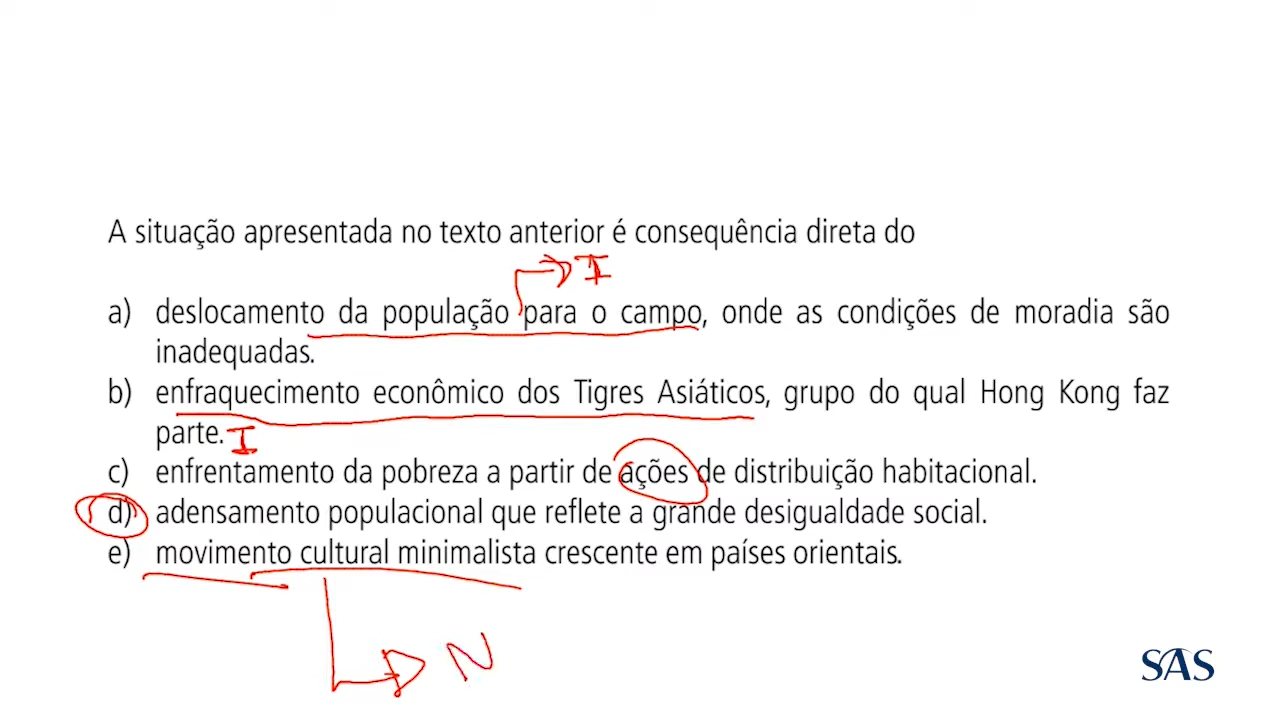 A situação apresentada no texto anterior é consequência direta do
I
a) deslocamento da população para o campo, onde as condições de moradia são
inadequadas.
b) enfraquecimento econômico dos Tigres Asiáticos, grupo do qual Hong Kong faz
parte. I
c) enfrentamento da pobreza a partir de ações de distribuição habitacional.
d) adensamento populacional que reflete a grande desigualdade social.
e) movimento cultural minimalista crescente em países orientais.
N
SAS